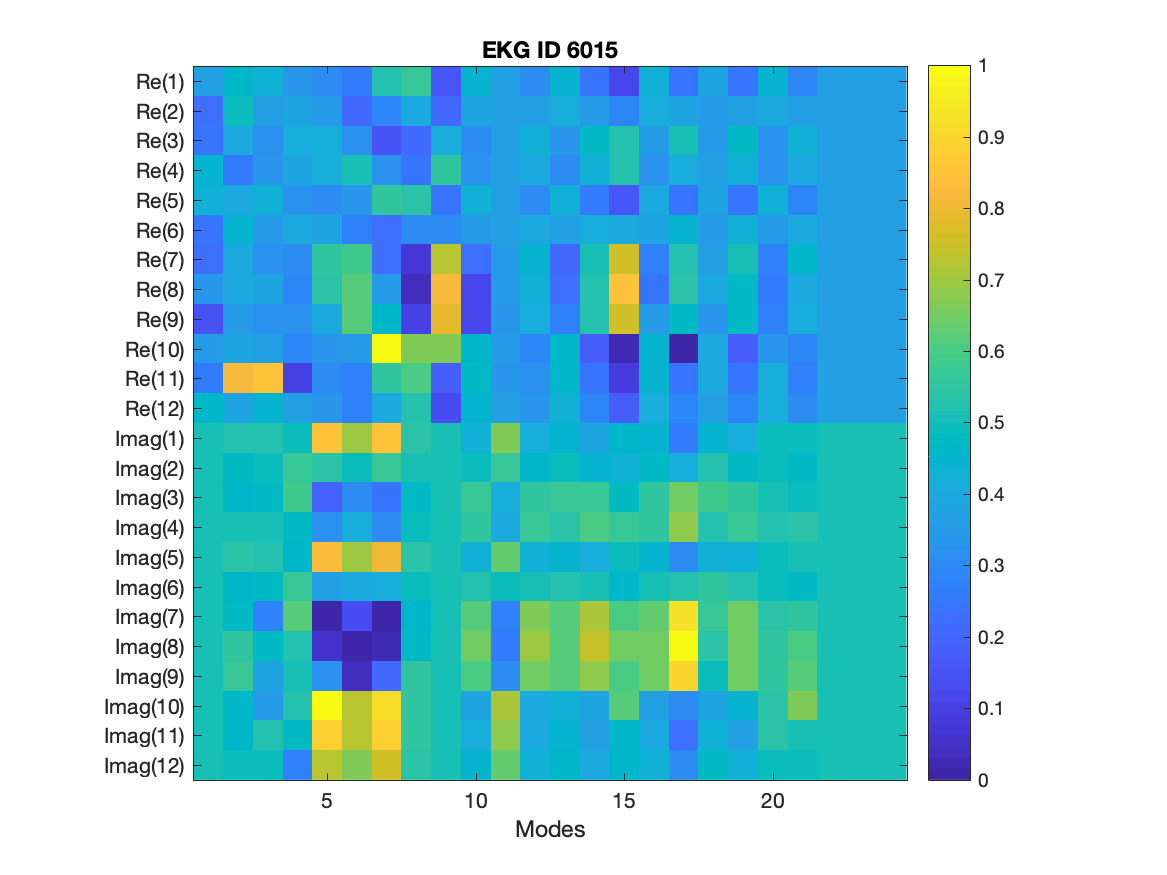 EKG ID 6015
Re(1)
Re(2)
Re(3)
Re(4)
Re(5)
Re(6)
Re(7)
Re(8)
Re(9)
Re(10)
Re(11)
Re(12)
Imag(1)
Imag(2)
Imag(3)
Imag(4)
Imag(5)
Imag(6)
Imag(7)
Imag(8)
Imag(9)
Imag(10)
Imag(11)
Imag(12)
5 10 15 20
Modes
1
0.9
0.8
0.7
0.6
0.5
0.4
0.3
0.2
0.1
0